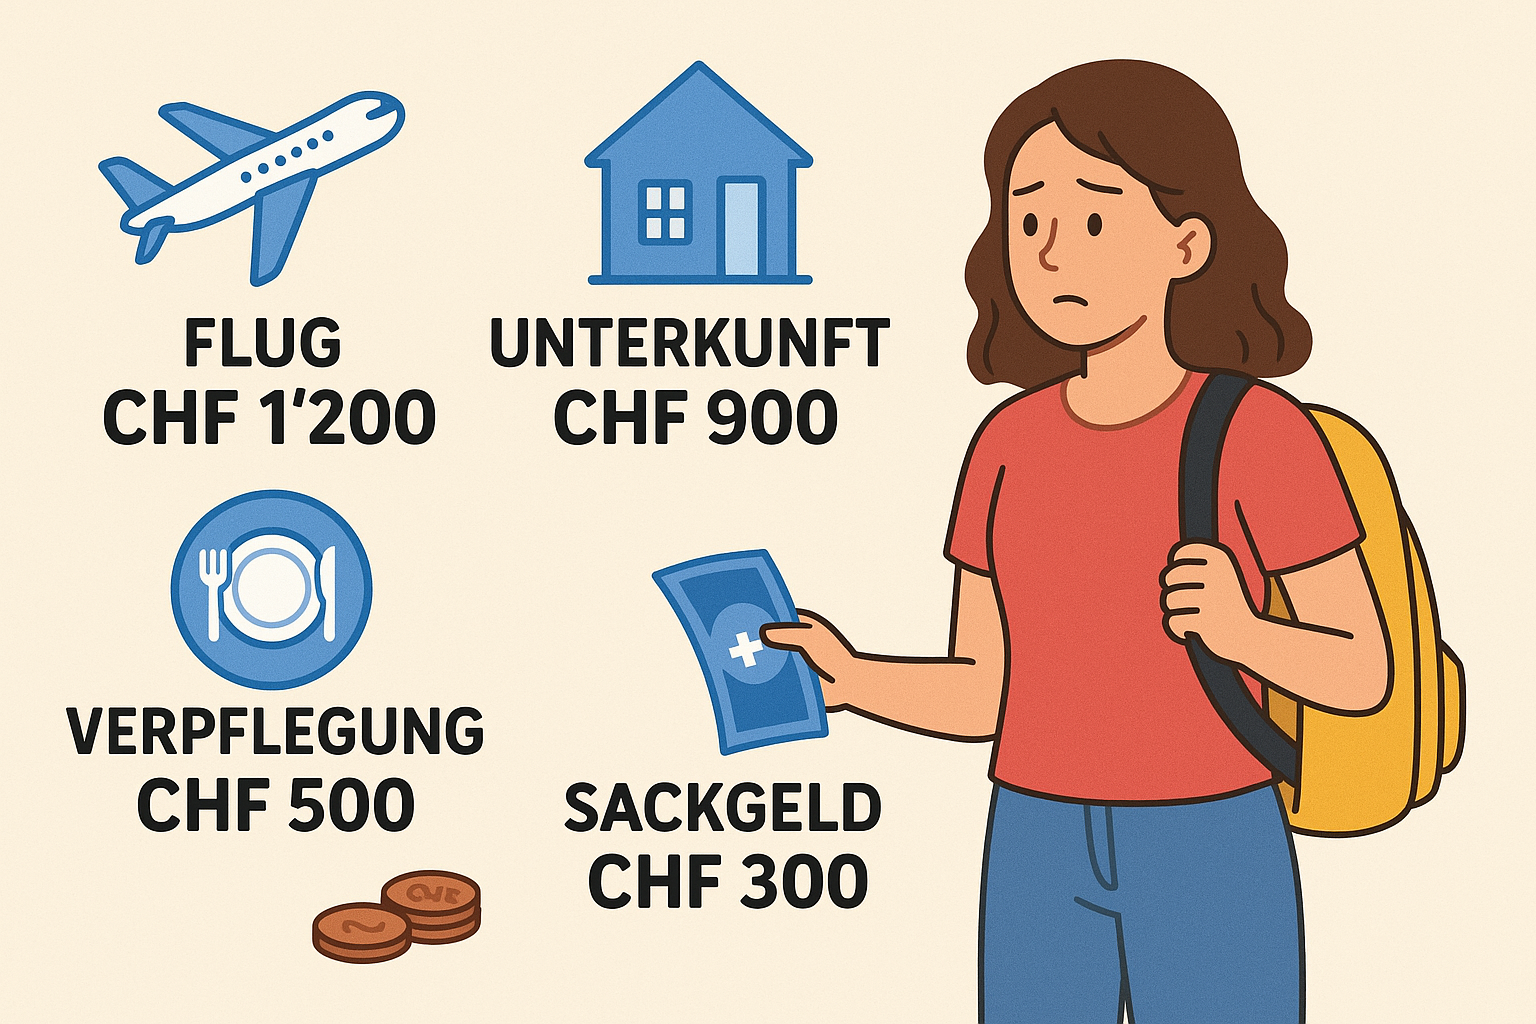 FLUG
CHF 1’200
UNTERKUNFT
CHF 900
VERPFLEGUNG
CHF 500
SACKGELD
CHF 300